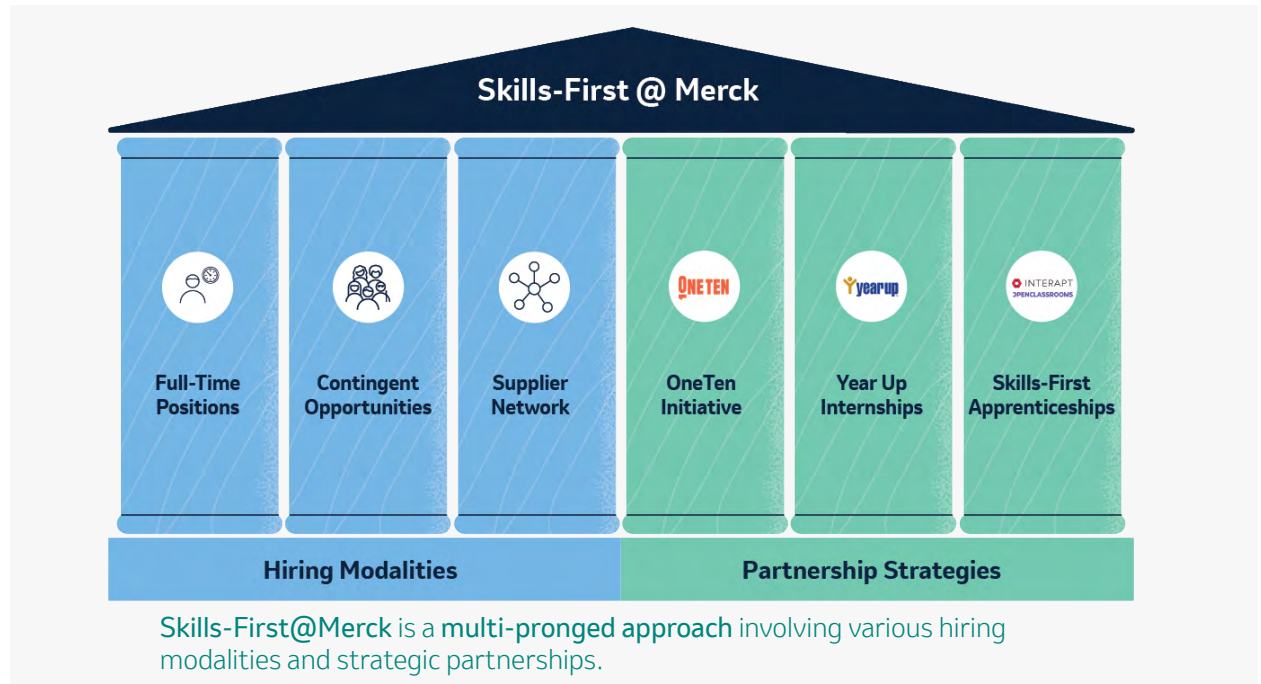 Skills-First @ Merck
ONETEN
yearup
INTERAPT
OPENCLASSROOMS
Full-Time
Positions
Contingent
Opportunities
Supplier
Network
OneTen
Initiative
Year Up
Internships
Skills-First
Apprenticeships
Hiring Modalities
Partnership Strategies
Skills-First@Merck is a multi-pronged approach involving various hiring
modalities and strategic partnerships.